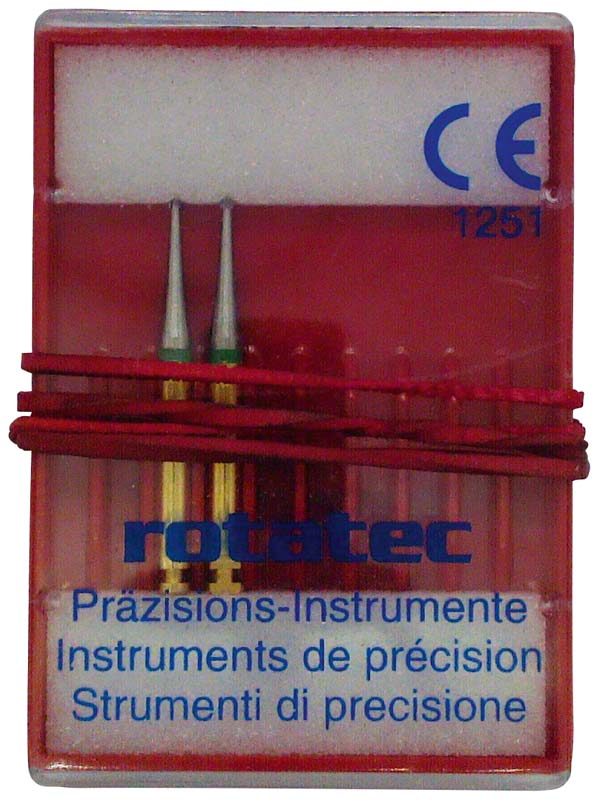 CE
1251
rotatec
Präzisions-Instrumente
Instruments de précision
Strumenti di precisione